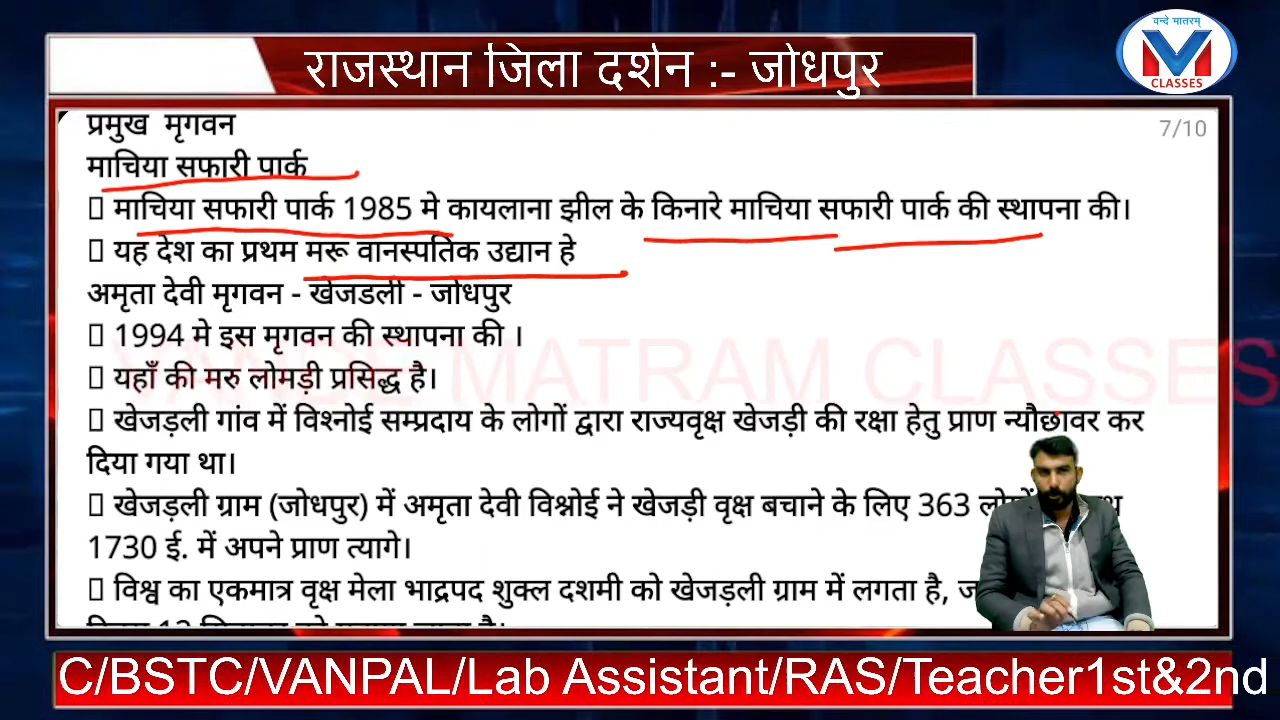 राजस्थान जिला दर्शन :- जोधपुर
वन्दे मातरम्
CLASSES
7/10
प्रमुख मृगवन
माचिया सफारी पार्क
माचिया सफारी पार्क 1985 मे कायलाना झील के किनारे माचिया सफारी पार्क की स्थापना की।
यह देश का प्रथम मरू वानस्पतिक उद्यान हे
अमृता देवी मृगवन - खेजडली - जोधपुर
1994 मे इस मृगवन की स्थापना की ।
यहाँ की मरु लोमड़ी प्रसिद्ध है।
VANDE MATRAM CLASSES
खेजड़ली गांव में विश्नोई सम्प्रदाय के लोगों द्वारा राज्यवृक्ष खेजड़ी की रक्षा हेतु प्राण न्यौछावर कर
दिया गया था।
खेजड़ली ग्राम (जोधपुर) में अमृता देवी विश्नोई ने खेजड़ी वृक्ष बचाने के लिए 363
1730 ई. में अपने प्राण त्यागे।
विश्व का एकमात्र वृक्ष मेला भाद्रपद शुक्ल दशमी को खेजड़ली ग्राम में लगता है,
C/BSTC/VANPAL/Lab Assistant/RAS/Teacher1st&2nd